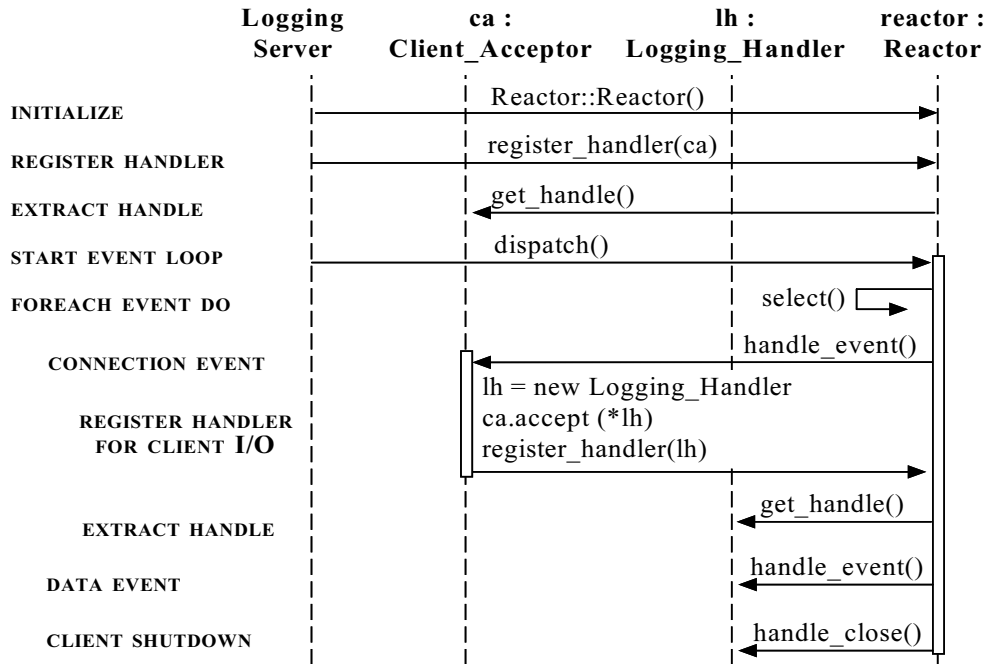 Logging ca : lh : reactor :
Server Client_Acceptor Logging_Handler Reactor
INITIALIZE Reactor::Reactor()
REGISTER HANDLER register_handler(ca)
EXTRACT HANDLE get_handle()
START EVENT LOOP dispatch()
FOREACH EVENT DO select()
CONNECTION EVENT handle_event()
lh = new Logging_Handler
REGISTER HANDLER ca.accept (*lh)
FOR CLIENT I/O register_handler(lh)
EXTRACT HANDLE get_handle()
DATA EVENT handle_event()
CLIENT SHUTDOWN handle_close()